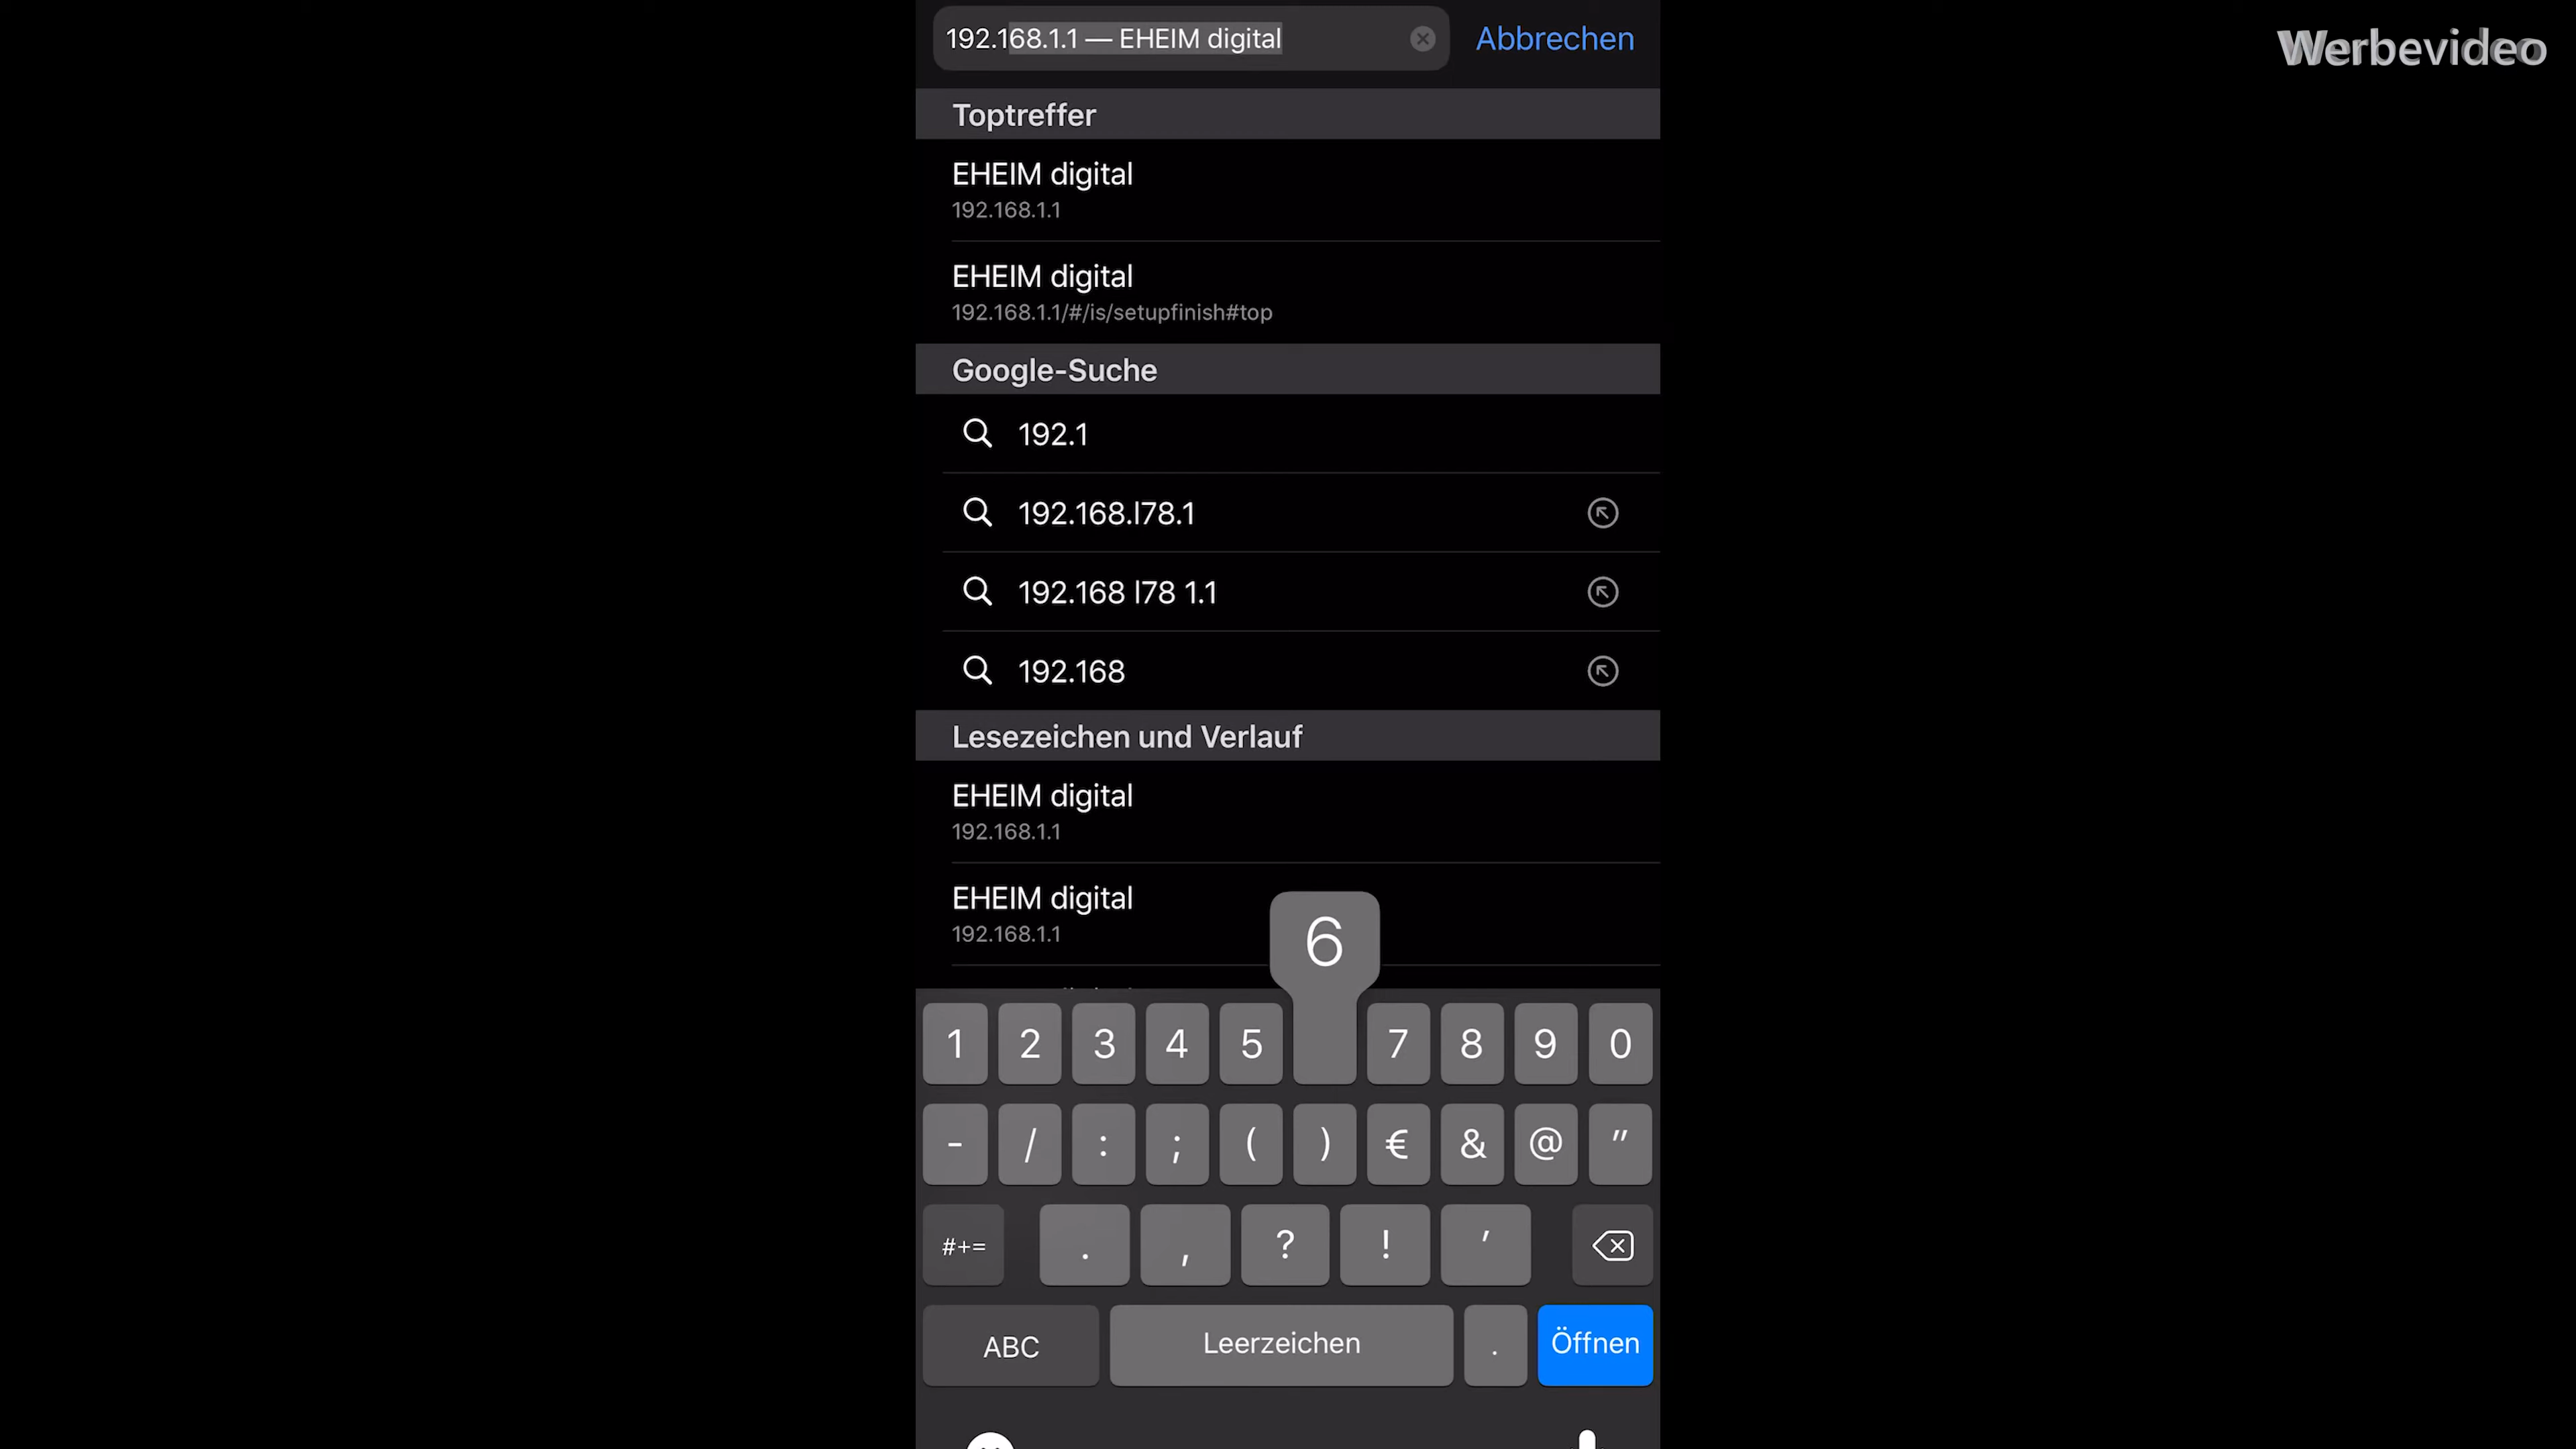 192.168.1.1 — EHEIM digital
Abbrechen
Werbevideo
Toptreffer
EHEIM digital
192.168.1.1
EHEIM digital
192.168.1.1/#/is/setupfinish#top
Google-Suche
192.1
192.168.l78.1
192.168 l78 1.1
192.168
Lesezeichen und Verlauf
EHEIM digital
192.168.1.1
EHEIM digital
192.168.1.1
6
1 2 3 4 5 7 8 9 0
- / : ; ( ) € & @ "
#+= . , ? ! '
ABC Leerzeichen . Öffnen